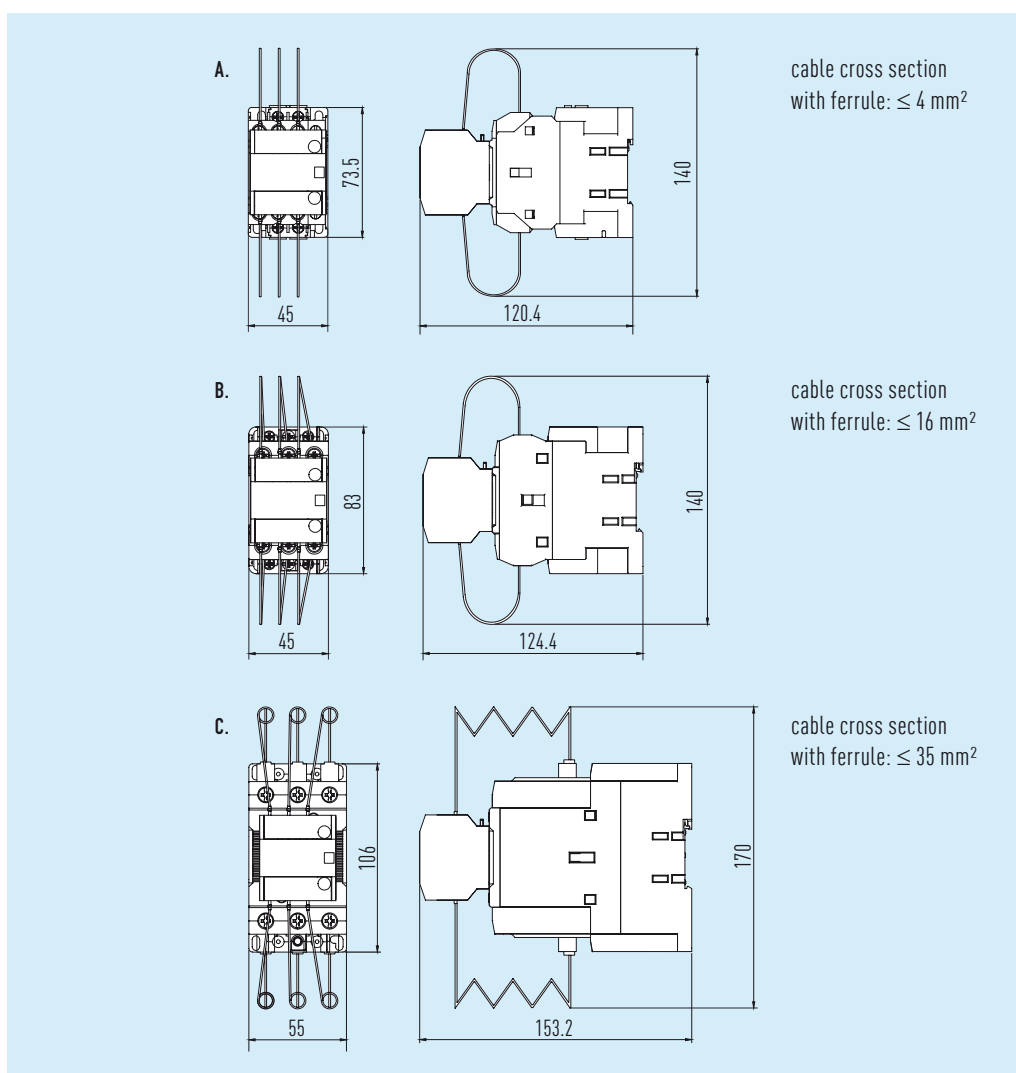 A.
cable cross section
with ferrule: ≤ 4 mm²
73.5
140
45
120.4
B.
cable cross section
with ferrule: ≤ 16 mm²
83
140
45
124.4
C.
cable cross section
with ferrule: ≤ 35 mm²
106
170
55
153.2